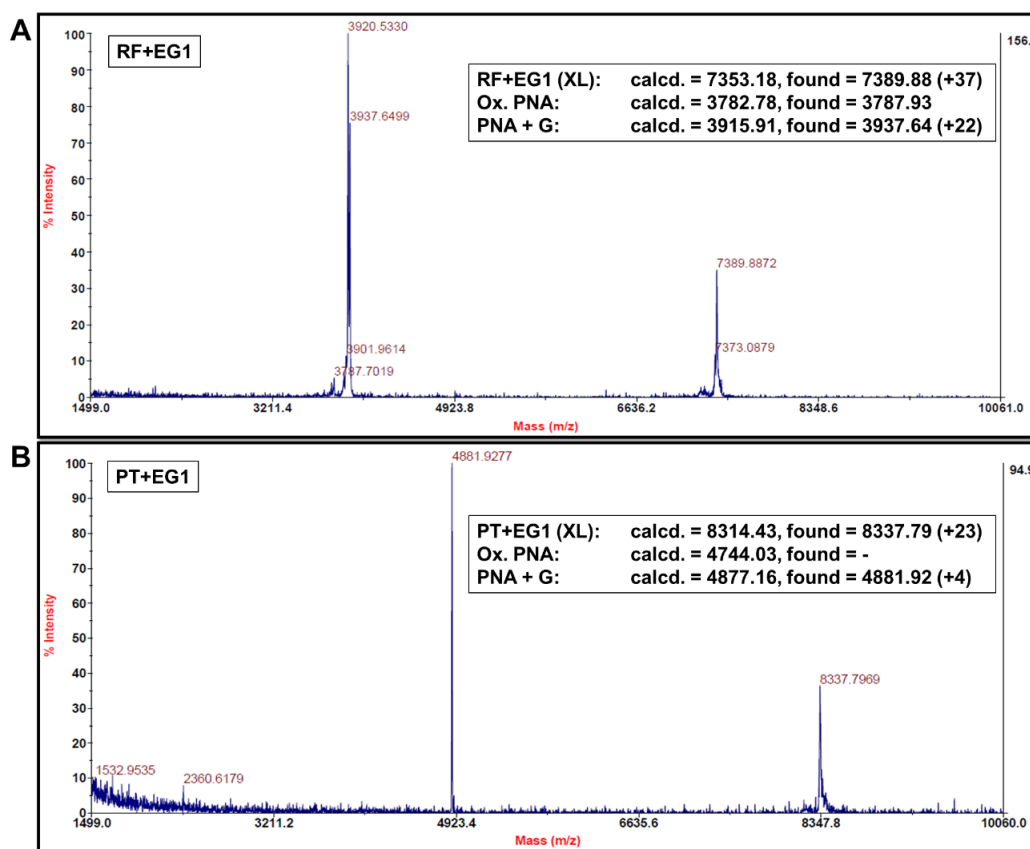 A
RF+EG1
3920.5330
3937.6499
156.
RF+EG1 (XL): calcd. = 7353.18, found = 7389.88 (+37)
Ox. PNA: calcd. = 3782.78, found = 3787.93
PNA + G: calcd. = 3915.91, found = 3937.64 (+22)
% Intensity
100
90
80
70
60
50
40
30
20
10
0
7389.8872
7373.0879
3901.9614
3787.7019
1499.0 3211.4 4923.8 6636.2 8348.6 10061.0
Mass (m/z)
B
PT+EG1
4881.9277
94.9
PT+EG1 (XL): calcd. = 8314.43, found = 8337.79 (+23)
Ox. PNA: calcd. = 4744.03, found = -
PNA + G: calcd. = 4877.16, found = 4881.92 (+4)
% Intensity
100
90
80
70
60
50
40
30
20
10
0
8337.7969
1532.9535
2360.6179
1499.0 3211.2 4923.4 6635.6 8347.8 10060.0
Mass (m/z)